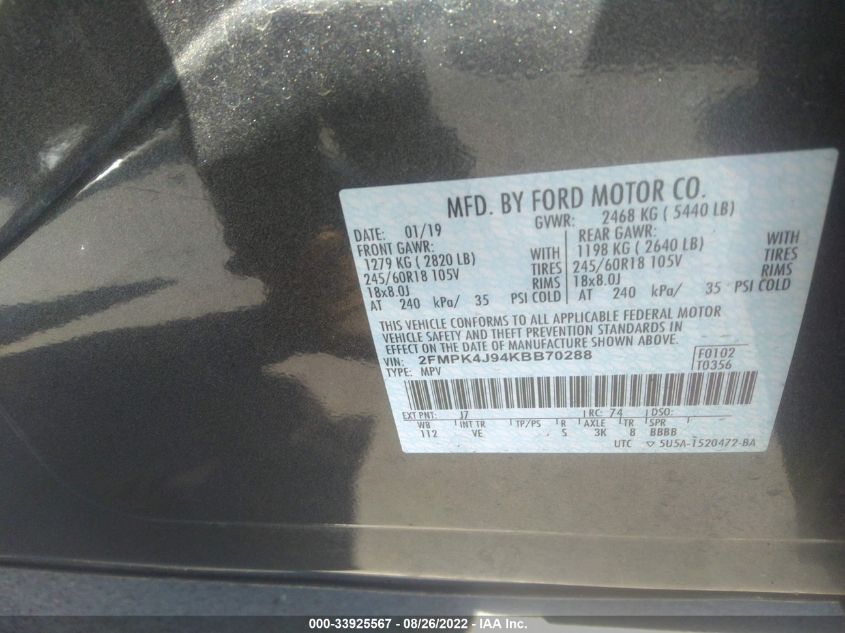 MFD. BY FORD MOTOR CO.
DATE: 01/19 GVWR: 2468 KG ( 5440 LB)
FRONT GAWR: REAR GAWR:
1279 KG ( 2820 LB) WITH 1198 KG ( 2640 LB) WITH
245/60R18 105V TIRES 245/60R18 105V TIRES
18x8.0J RIMS 18x8.0J RIMS
AT 240 kPa/ 35 PSI COLD AT 240 kPa/ 35 PSI COLD
THIS VEHICLE CONFORMS TO ALL APPLICABLE FEDERAL MOTOR
VEHICLE SAFETY AND THEFT PREVENTION STANDARDS IN
EFFECT ON THE DATE OF MANUFACTURE SHOWN ABOVE.
VIN: 2FMPK4J94KBB70288 F0102
TYPE: MPV T0356
EXT PNT: J7 RC: 74 DSO:
WB INT TR TP/PS R AXLE TR SPR
112 VE S 3K 8 BBBB
UTC 5U5A-1520472-BA
000-33925567 - 08/26/2022 - IAA Inc.